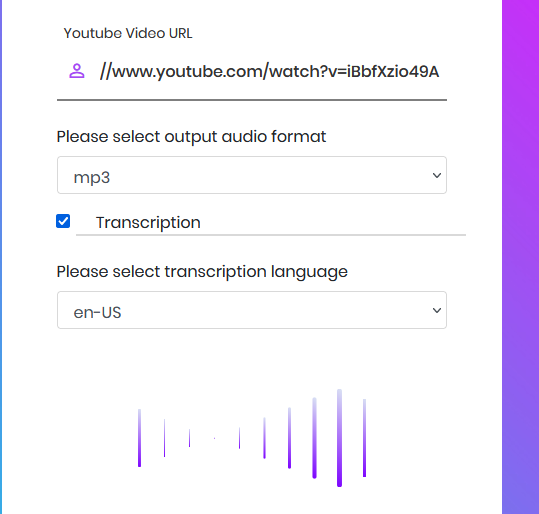 Youtube Video URL
//www.youtube.com/watch?v=iBbfXzio49A
Please select output audio format
mp3
Transcription
Please select transcription language
en-US